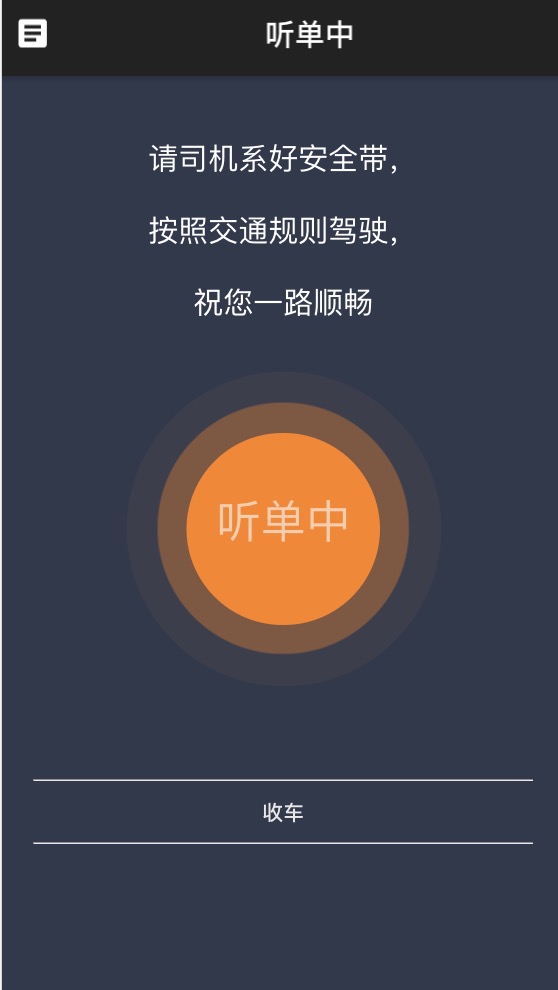 听单中
请司机系好安全带，
按照交通规则驾驶，
祝您一路顺畅
听单中
收车